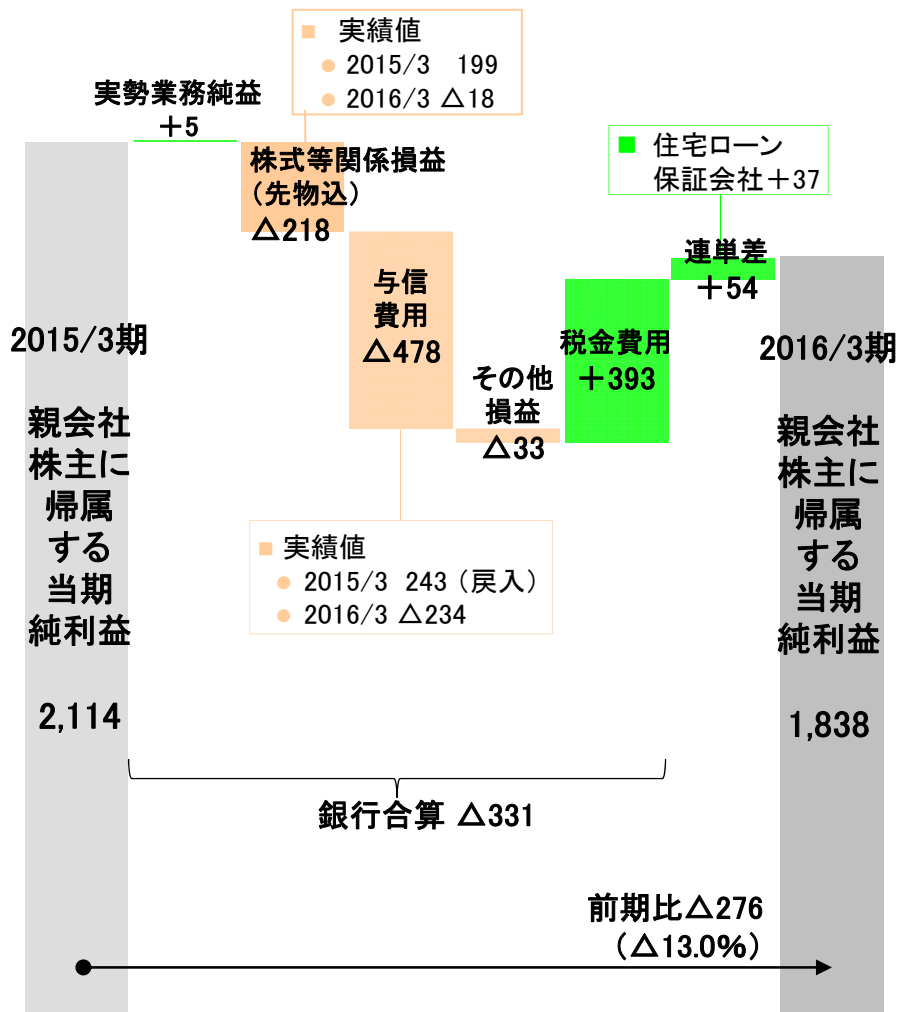 ■ 実績値
● 2015/3 199
● 2016/3 △18
実勢業務純益
＋5
株式等関係損益
（先物込）
△218
■ 住宅ローン
保証会社＋37
連単差
＋54
与信
費用
△478
税金費用
＋393
その他
損益
△33
2015/3期
親会社
株主に
帰属
する
当期
純利益
2,114
2016/3期
親会社
株主に
帰属
する
当期
純利益
1,838
■ 実績値
● 2015/3 243（戻入）
● 2016/3 △234
銀行合算 △331
前期比△276
（△13.0％）